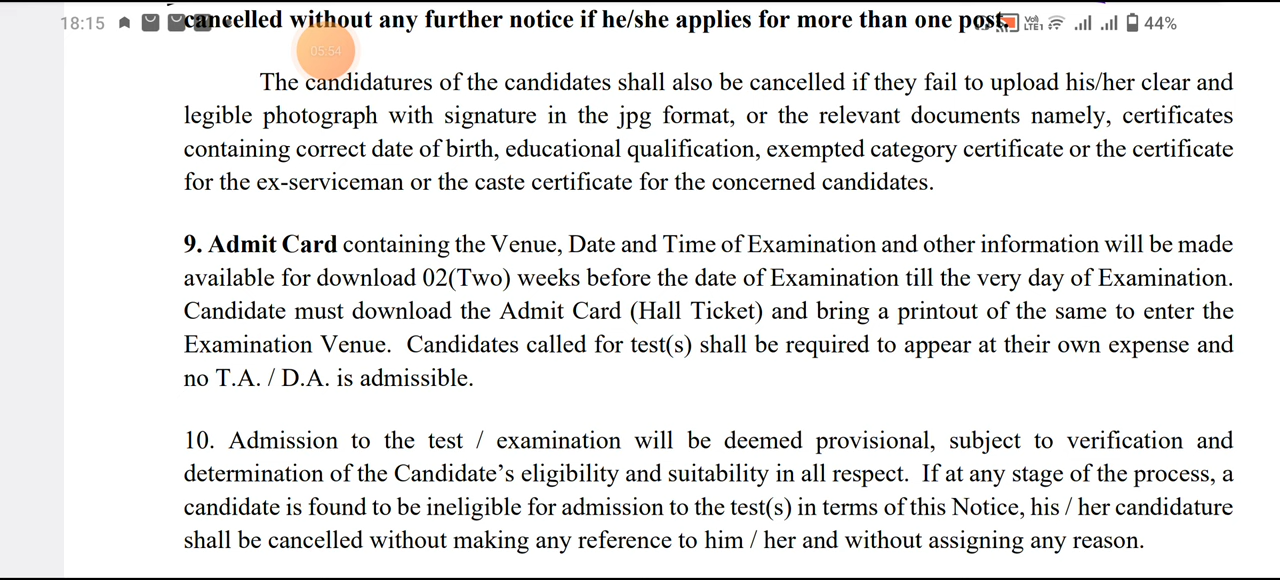 18:15
44%
cancelled without any further notice if he/she applies for more than one post.
05:54
The candidatures of the candidates shall also be cancelled if they fail to upload his/her clear and
legible photograph with signature in the jpg format, or the relevant documents namely, certificates
containing correct date of birth, educational qualification, exempted category certificate or the certificate
for the ex-serviceman or the caste certificate for the concerned candidates.
9. Admit Card containing the Venue, Date and Time of Examination and other information will be made
available for download 02(Two) weeks before the date of Examination till the very day of Examination.
Candidate must download the Admit Card (Hall Ticket) and bring a printout of the same to enter the
Examination Venue. Candidates called for test(s) shall be required to appear at their own expense and
no T.A. / D.A. is admissible.
10. Admission to the test / examination will be deemed provisional, subject to verification and
determination of the Candidate's eligibility and suitability in all respect. If at any stage of the process, a
candidate is found to be ineligible for admission to the test(s) in terms of this Notice, his / her candidature
shall be cancelled without making any reference to him / her and without assigning any reason.